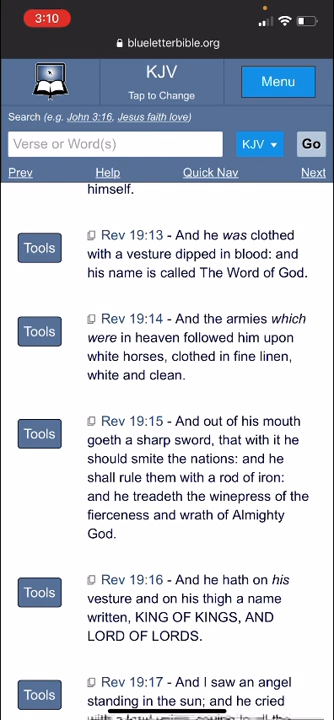 3:10
blueletterbible.org
KJV
Tap to Change
Menu
Search (e.g. John 3:16, Jesus faith love)
Verse or Word(s)
KJV
Go
Prev
Help
Quick Nav
Next
himself.
Tools
Rev 19:13 - And he was clothed
with a vesture dipped in blood: and
his name is called The Word of God.
Tools
Rev 19:14 - And the armies which
were in heaven followed him upon
white horses, clothed in fine linen,
white and clean.
Tools
Rev 19:15 - And out of his mouth
goeth a sharp sword, that with it he
should smite the nations: and he
shall rule them with a rod of iron:
and he treadeth the winepress of the
fierceness and wrath of Almighty
God.
Tools
Rev 19:16 - And he hath on his
vesture and on his thigh a name
written, KING OF KINGS, AND
LORD OF LORDS.
Tools
Rev 19:17 - And I saw an angel
standing in the sun; and he cried